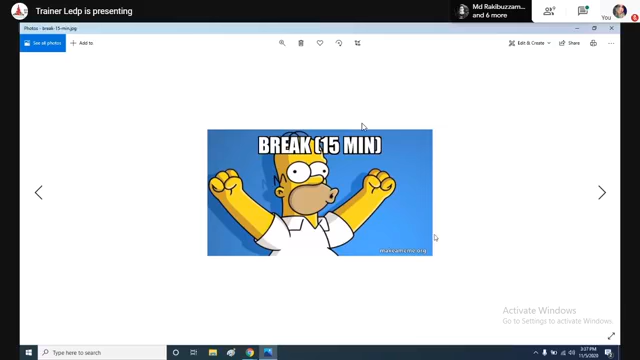 Trainer Ledp is presenting
Md Rakibuzzam...
and 6 more
You
Photos - break-15-min.jpg
See all photos
Add to
Edit & Create
Share
BREAK (15 MIN)
makeameme.org
Activate Windows
Go to Settings to activate Windows.
Type here to search
3:37 PM
11/5/2020